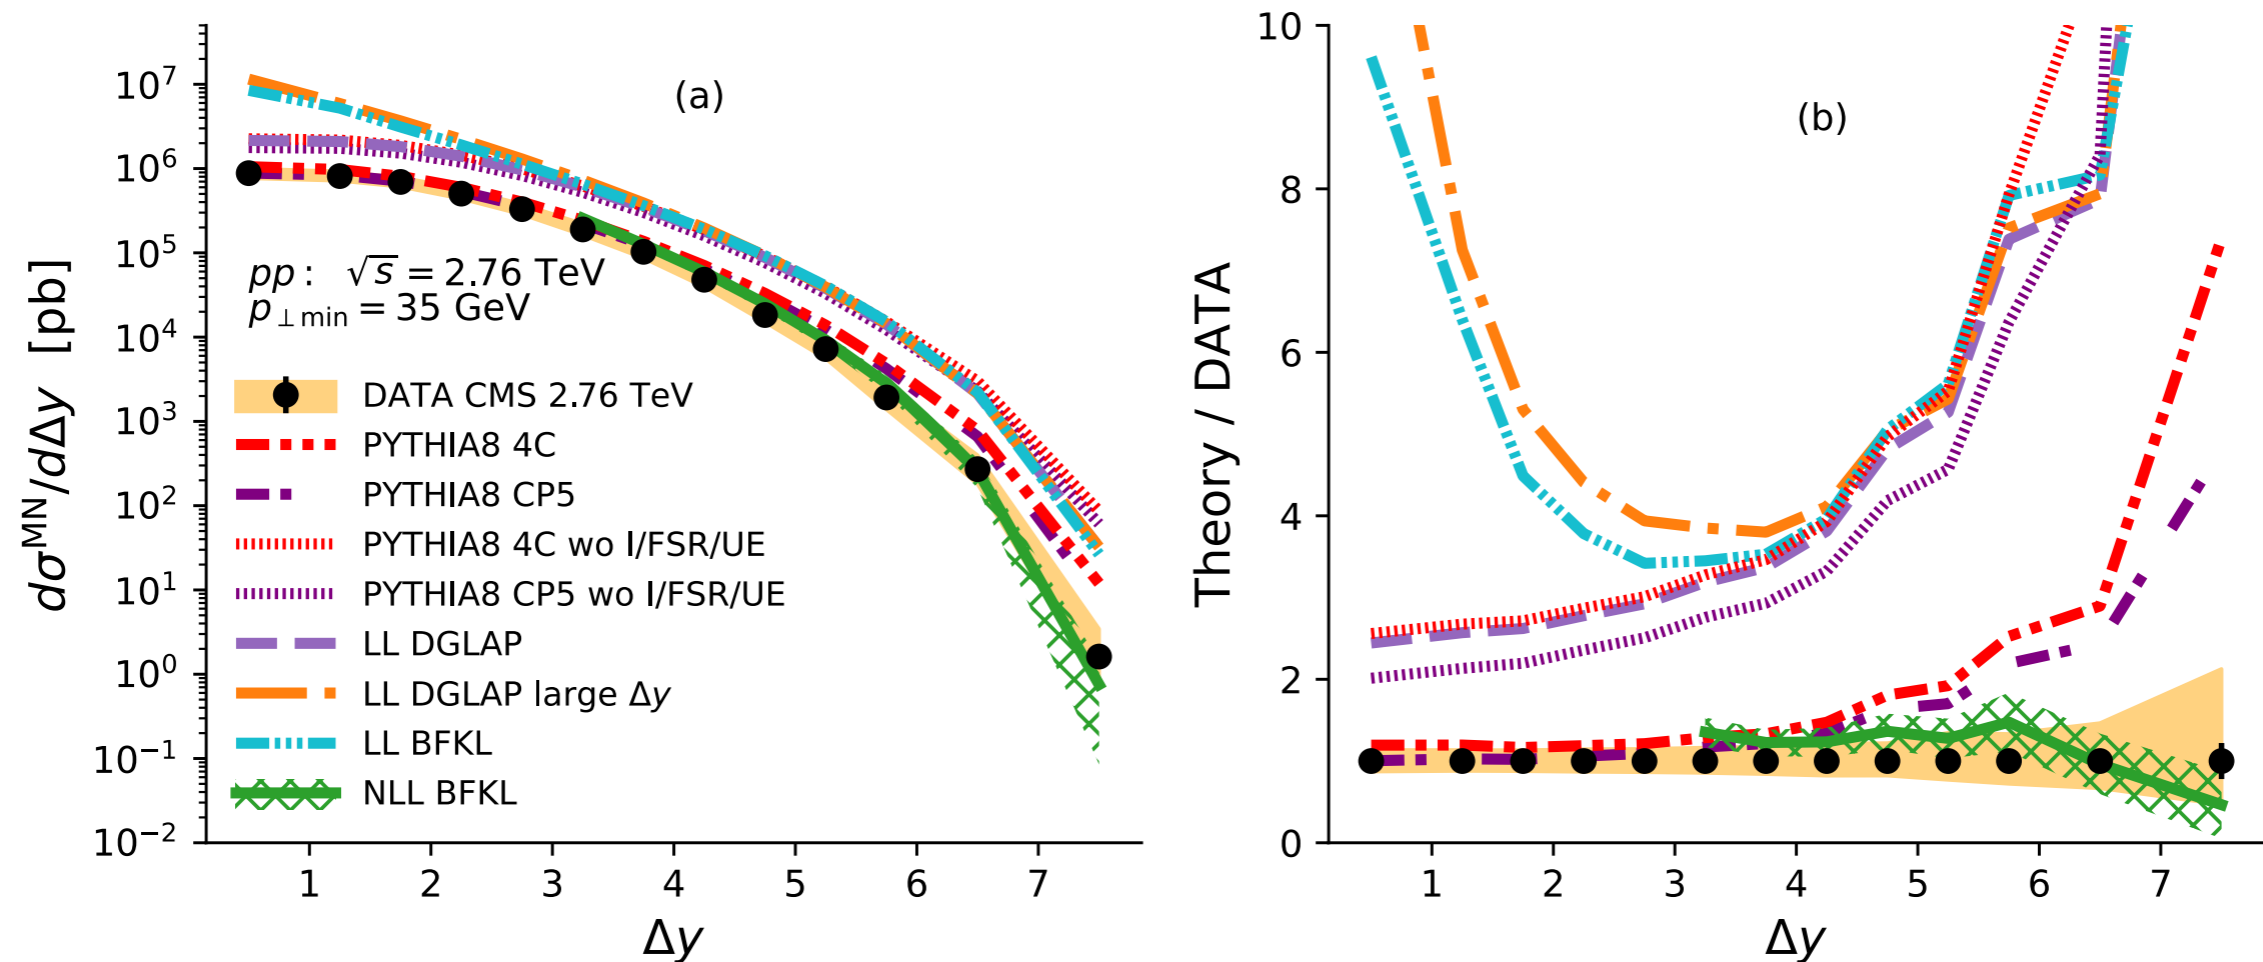 (a)
10^7
10^6
10^5
10^4
10^3
10^2
10^1
10^0
10^−1
10^−2
dσ^MN/dΔy [pb]
pp : √s = 2.76 TeV
p⊥min = 35 GeV
DATA CMS 2.76 TeV
PYTHIA8 4C
PYTHIA8 CP5
PYTHIA8 4C wo I/FSR/UE
PYTHIA8 CP5 wo I/FSR/UE
LL DGLAP
LL DGLAP large Δy
LL BFKL
NLL BFKL
1 2 3 4 5 6 7
Δy
(b)
10
8
6
4
2
0
Theory / DATA
1 2 3 4 5 6 7
Δy